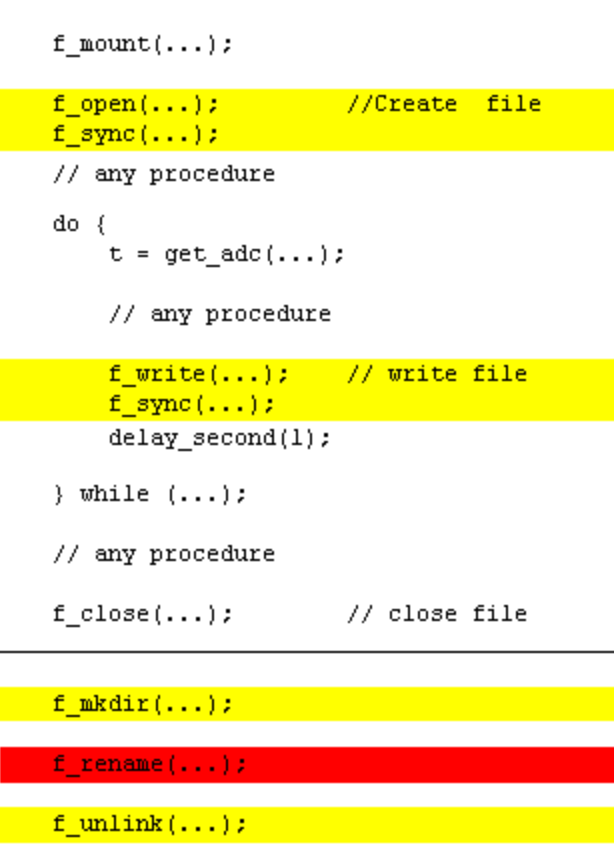 f_mount(...);
f_open(...); //Create file
f_sync(...);
// any procedure
do {
t = get_adc(...);
// any procedure
f_write(...); // write file
f_sync(...);
delay_second(1);
} while (...);
// any procedure
f_close(...); // close file
f_mkdir(...);
f_rename(...);
f_unlink(...);